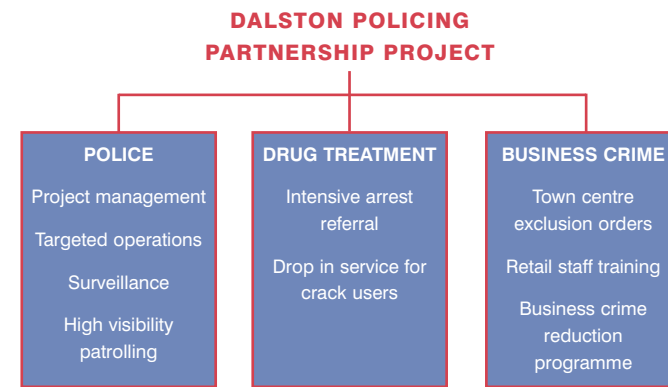 DALSTON POLICING
PARTNERSHIP PROJECT
POLICE
Project management
Targeted operations
Surveillance
High visibility
patrolling
DRUG TREATMENT
Intensive arrest
referral
Drop in service for
crack users
BUSINESS CRIME
Town centre
exclusion orders
Retail staff training
Business crime
reduction
programme